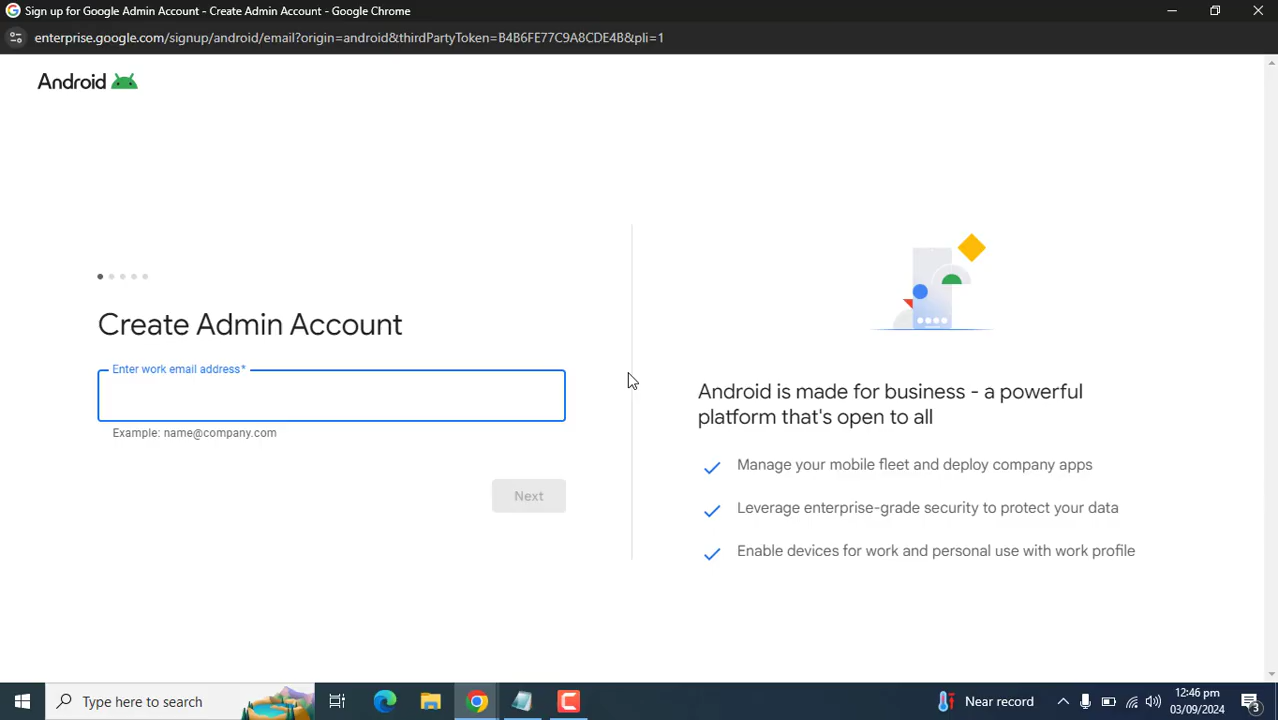 Sign up for Google Admin Account - Create Admin Account - Google Chrome
enterprise.google.com/signup/android/email?origin=android&thirdPartyToken=B4B6FE77C9A8CDE4B&pli=1
Android
Create Admin Account
Enter work email address*
Example: name@company.com
Next
Android is made for business - a powerful
platform that's open to all
Manage your mobile fleet and deploy company apps
Leverage enterprise-grade security to protect your data
Enable devices for work and personal use with work profile
Type here to search
Near record
12:46 pm
03/09/2024
3